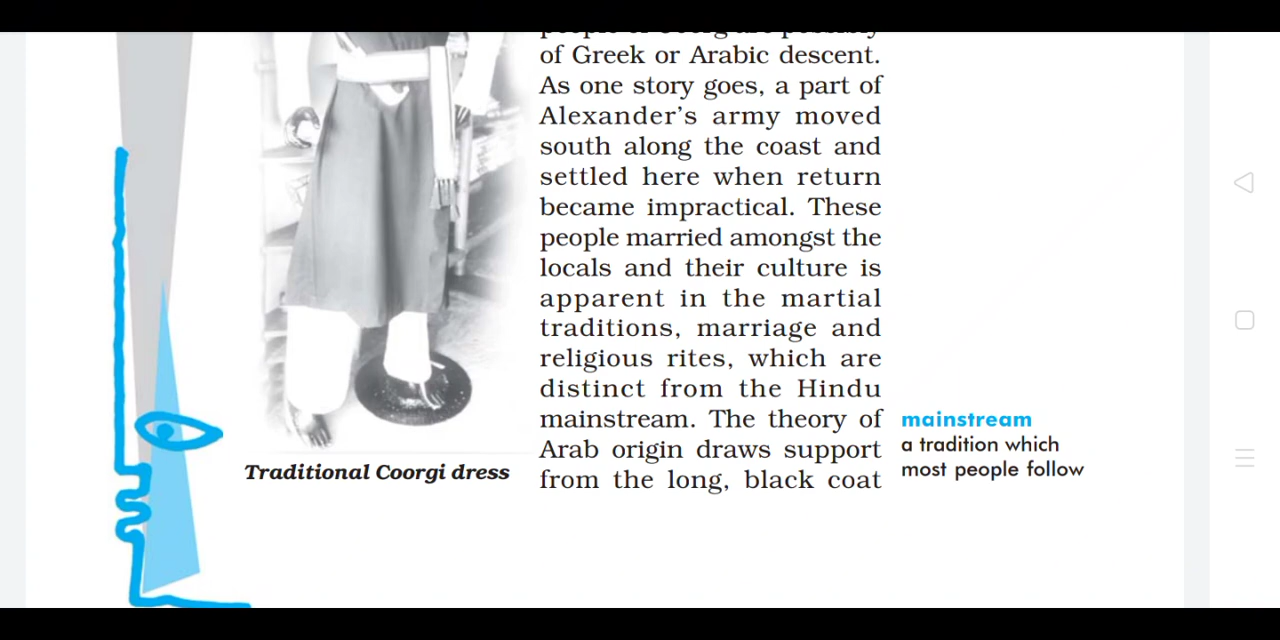 of Greek or Arabic descent.
As one story goes, a part of
Alexander's army moved
south along the coast and
settled here when return
became impractical. These
people married amongst the
locals and their culture is
apparent in the martial
traditions, marriage and
religious rites, which are
distinct from the Hindu
mainstream. The theory of
Arab origin draws support
from the long, black coat
mainstream
a tradition which
most people follow
Traditional Coorgi dress